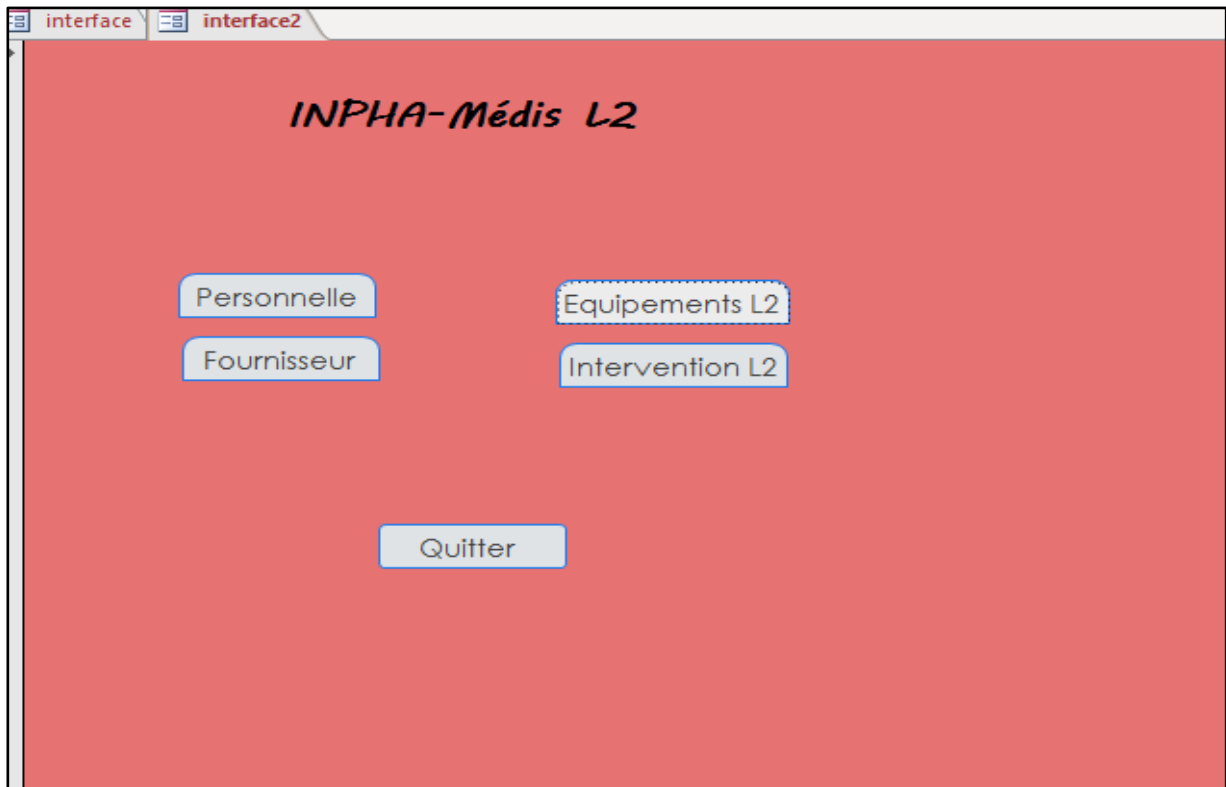 interface interface2
INPHA-Médis L2
Personnelle Equipements L2
Fournisseur Intervention L2
Quitter